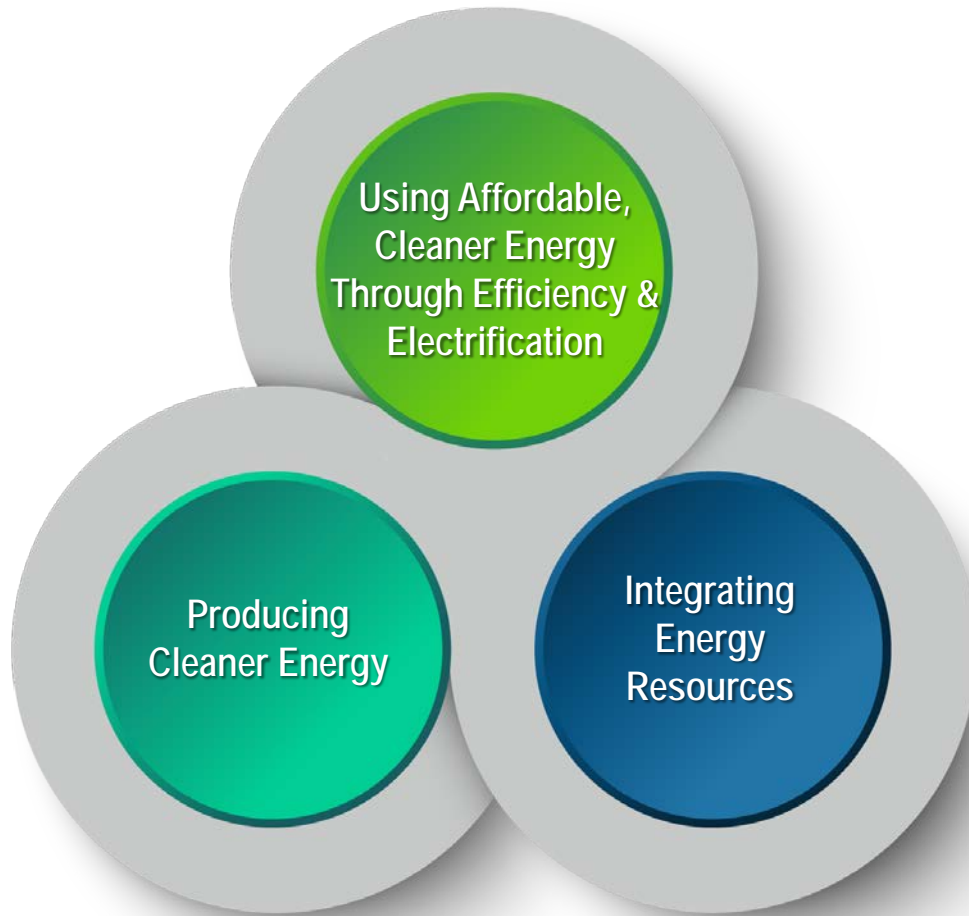 Using Affordable,
Cleaner Energy
Through Efficiency &
Electrification
Producing
Cleaner Energy
Integrating
Energy
Resources